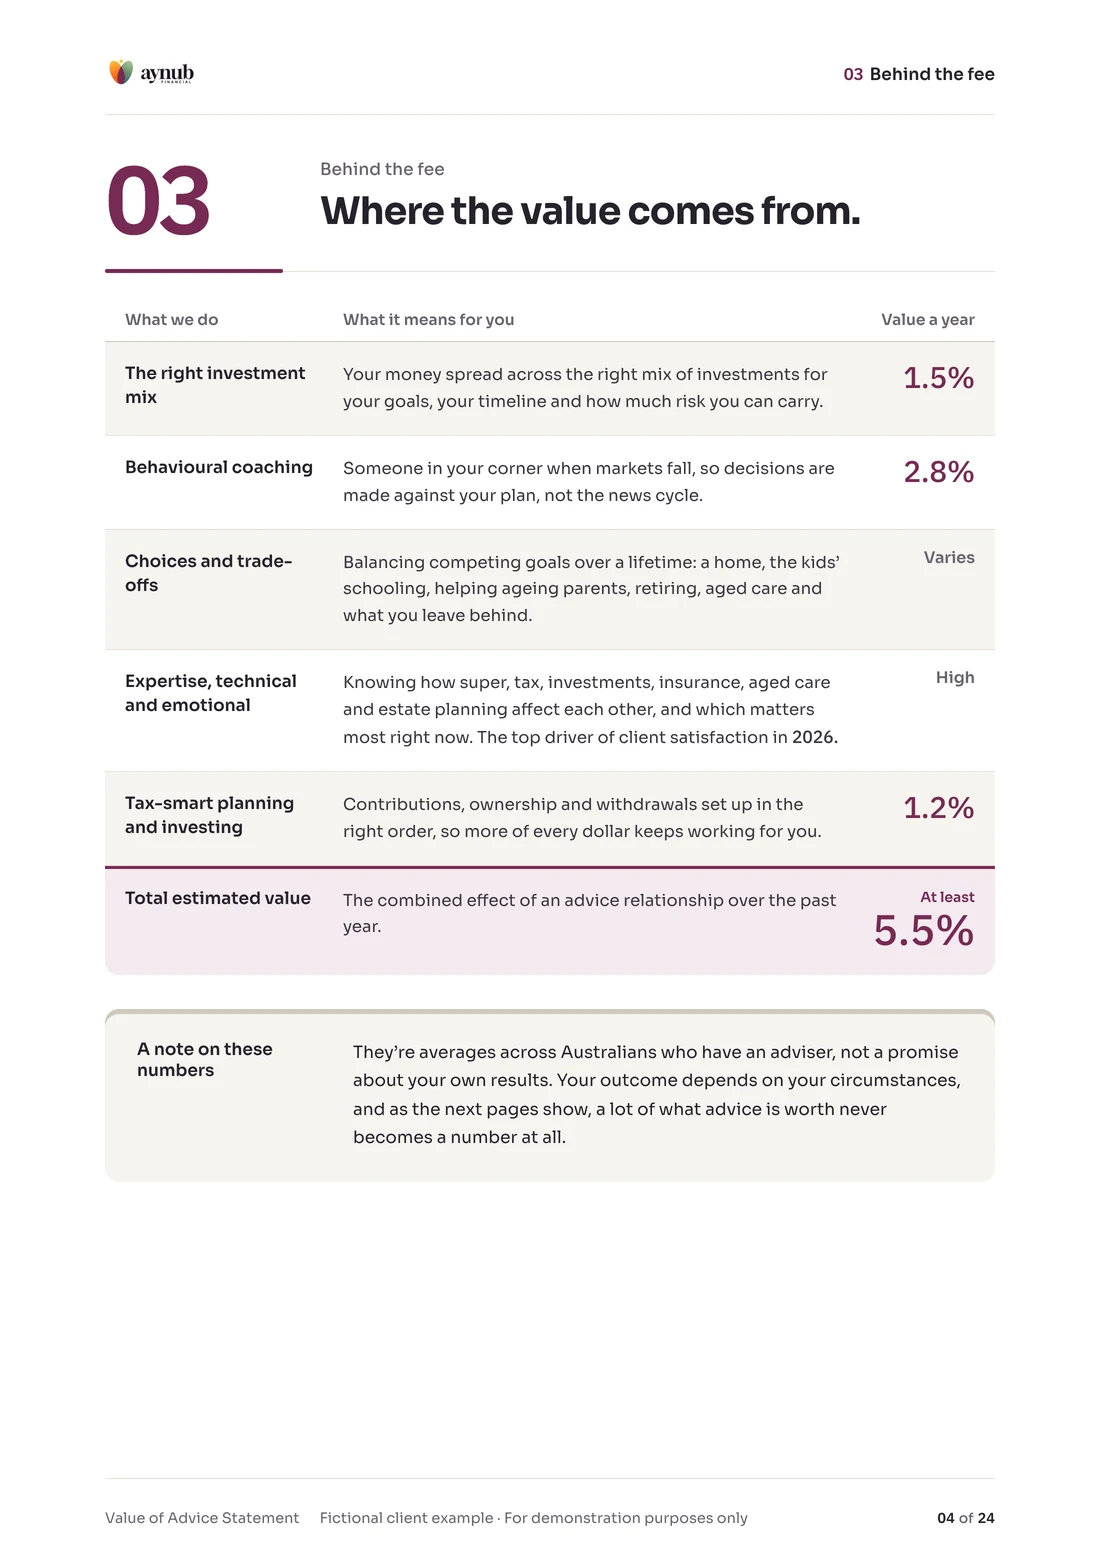 aynub
FINANCIAL
03 Behind the fee
03
Behind the fee
Where the value comes from.
What we do
What it means for you
Value a year
The right investment
mix
Your money spread across the right mix of investments for
your goals, your timeline and how much risk you can carry.
1.5%
Behavioural coaching
Someone in your corner when markets fall, so decisions are
made against your plan, not the news cycle.
2.8%
Choices and trade-
offs
Balancing competing goals over a lifetime: a home, the kids’
schooling, helping ageing parents, retiring, aged care and
what you leave behind.
Varies
Expertise, technical
and emotional
Knowing how super, tax, investments, insurance, aged care
and estate planning affect each other, and which matters
most right now. The top driver of client satisfaction in 2026.
High
Tax-smart planning
and investing
Contributions, ownership and withdrawals set up in the
right order, so more of every dollar keeps working for you.
1.2%
Total estimated value
The combined effect of an advice relationship over the past
year.
At least
5.5%
A note on these
numbers
They’re averages across Australians who have an adviser, not a promise
about your own results. Your outcome depends on your circumstances,
and as the next pages show, a lot of what advice is worth never
becomes a number at all.
Value of Advice Statement
Fictional client example · For demonstration purposes only
04 of 24